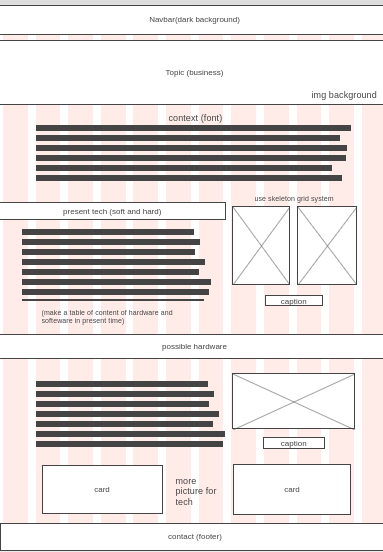 Navbar(dark background)
Topic (business)
img background
context (font)
use skeleton grid system
present tech (soft and hard)
caption
(make a table of content of hardware and
softeware in present time)
possible hardware
caption
card
more
picture for
tech
card
contact (footer)